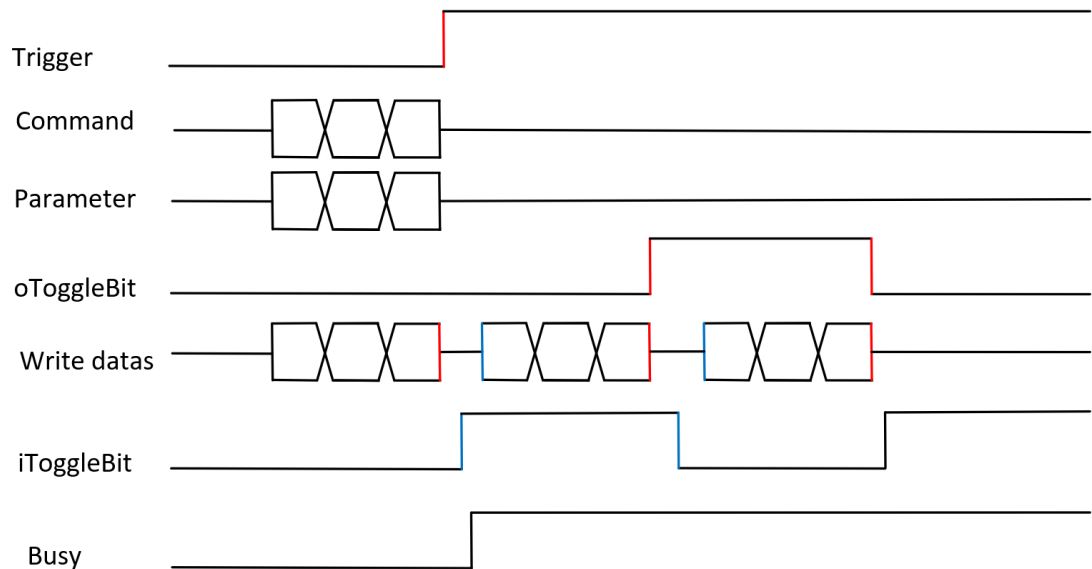 Trigger
Command
Parameter
oToggleBit
Write datas
iToggleBit
Busy